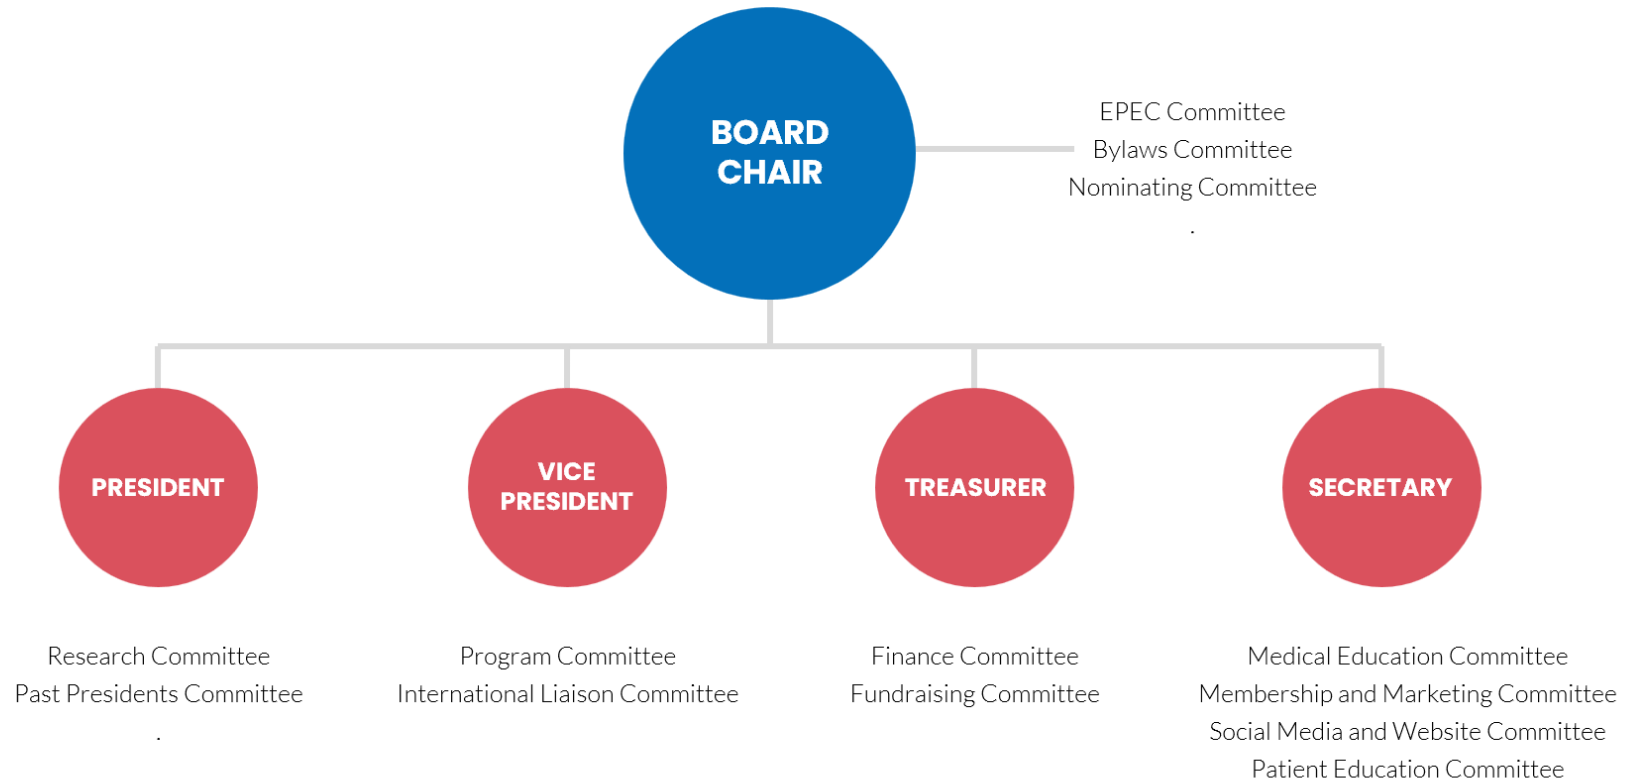 BOARD
CHAIR
EPEC Committee
Bylaws Committee
Nominating Committee
.
PRESIDENT
VICE
PRESIDENT
TREASURER
SECRETARY
Research Committee
Past Presidents Committee
.
Program Committee
International Liaison Committee
Finance Committee
Fundraising Committee
Medical Education Committee
Membership and Marketing Committee
Social Media and Website Committee
Patient Education Committee